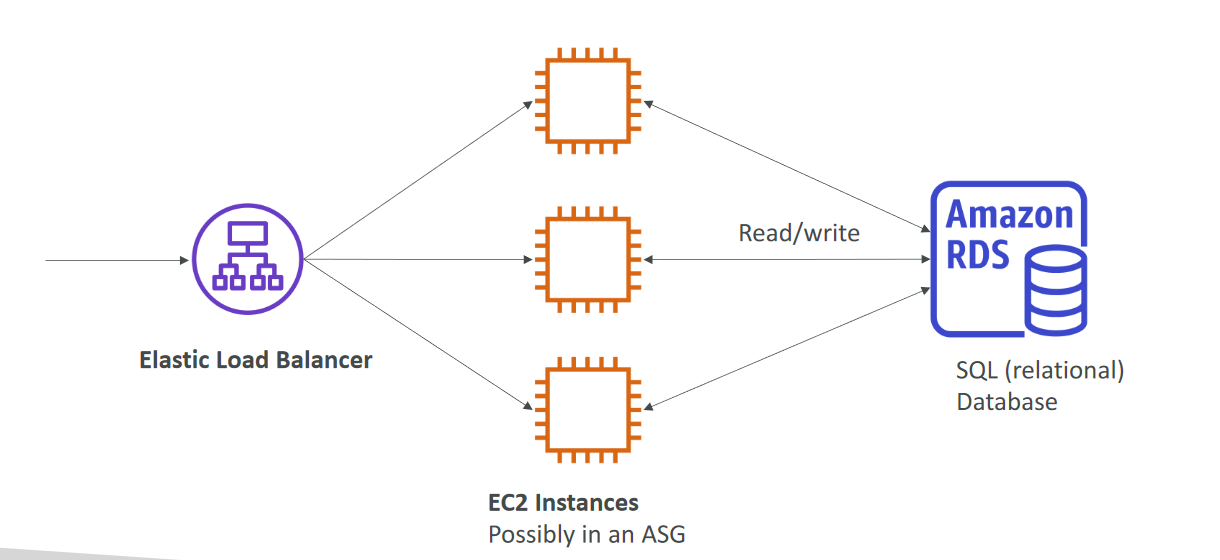 Amazon
RDS
Read/write
Elastic Load Balancer
SQL (relational)
Database
EC2 Instances
Possibly in an ASG